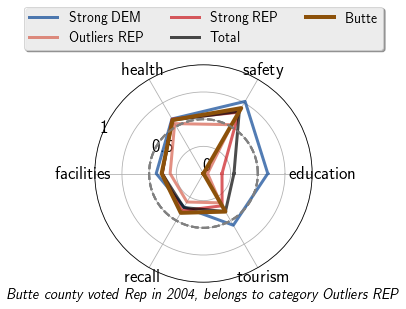 Strong DEM
Outliers REP
Strong REP
Total
Butte
health
safety
1
0.5
0
facilities
education
recall
tourism
Butte county voted Rep in 2004, belongs to category Outliers REP